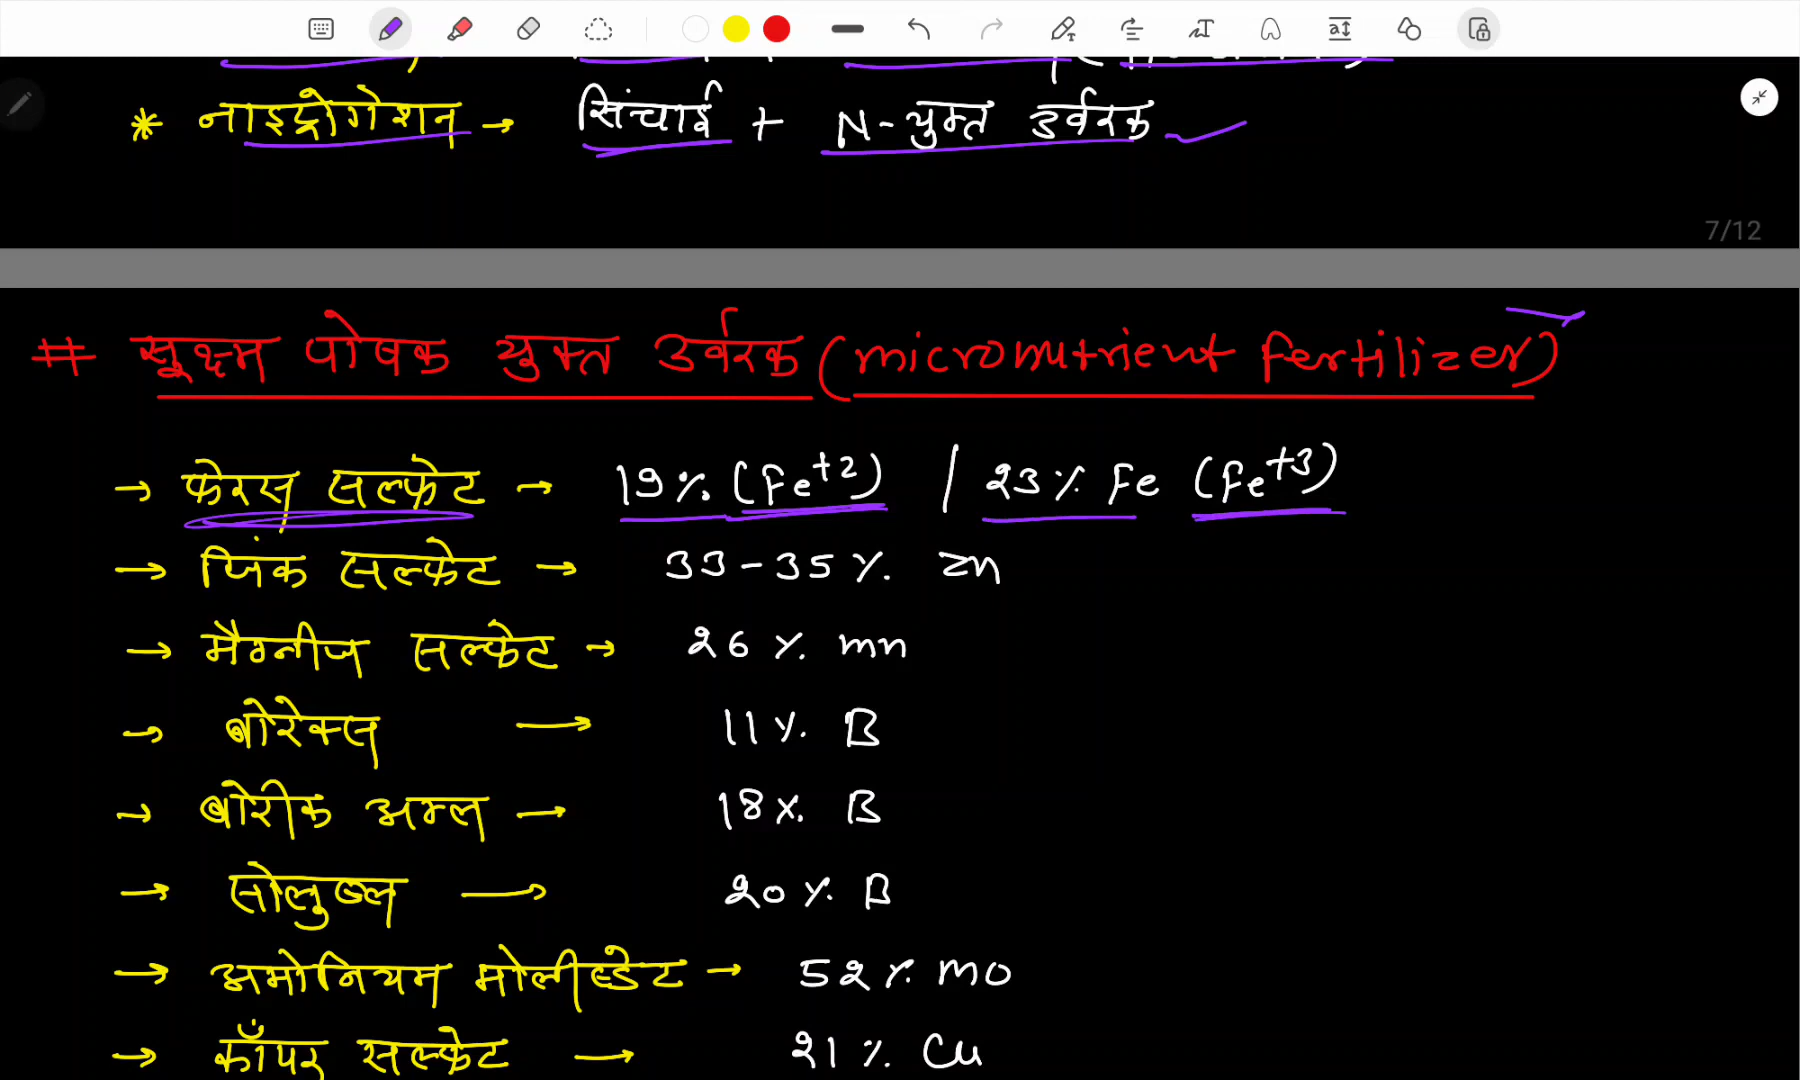 * नाइट्रोगेशन → सिंचाई + N-युक्त उर्वरक
7/12
# सूक्ष्म पोषक युक्त उर्वरक (micronutrient fertilizer)
→ फेरस सल्फेट → 19% (Fe+2) / 23% Fe (Fe+3)
→ जिंक सल्फेट → 33-35% Zn
→ मैग्नीज सल्फेट → 26% mn
→ बोरेक्स → 11% B
→ बोरीक अम्ल → 18% B
→ सोलुब्ल → 20% B
→ अमोनियम मोलीब्डेट → 52% mo
→ कॉपर सल्फेट → 21% Cu